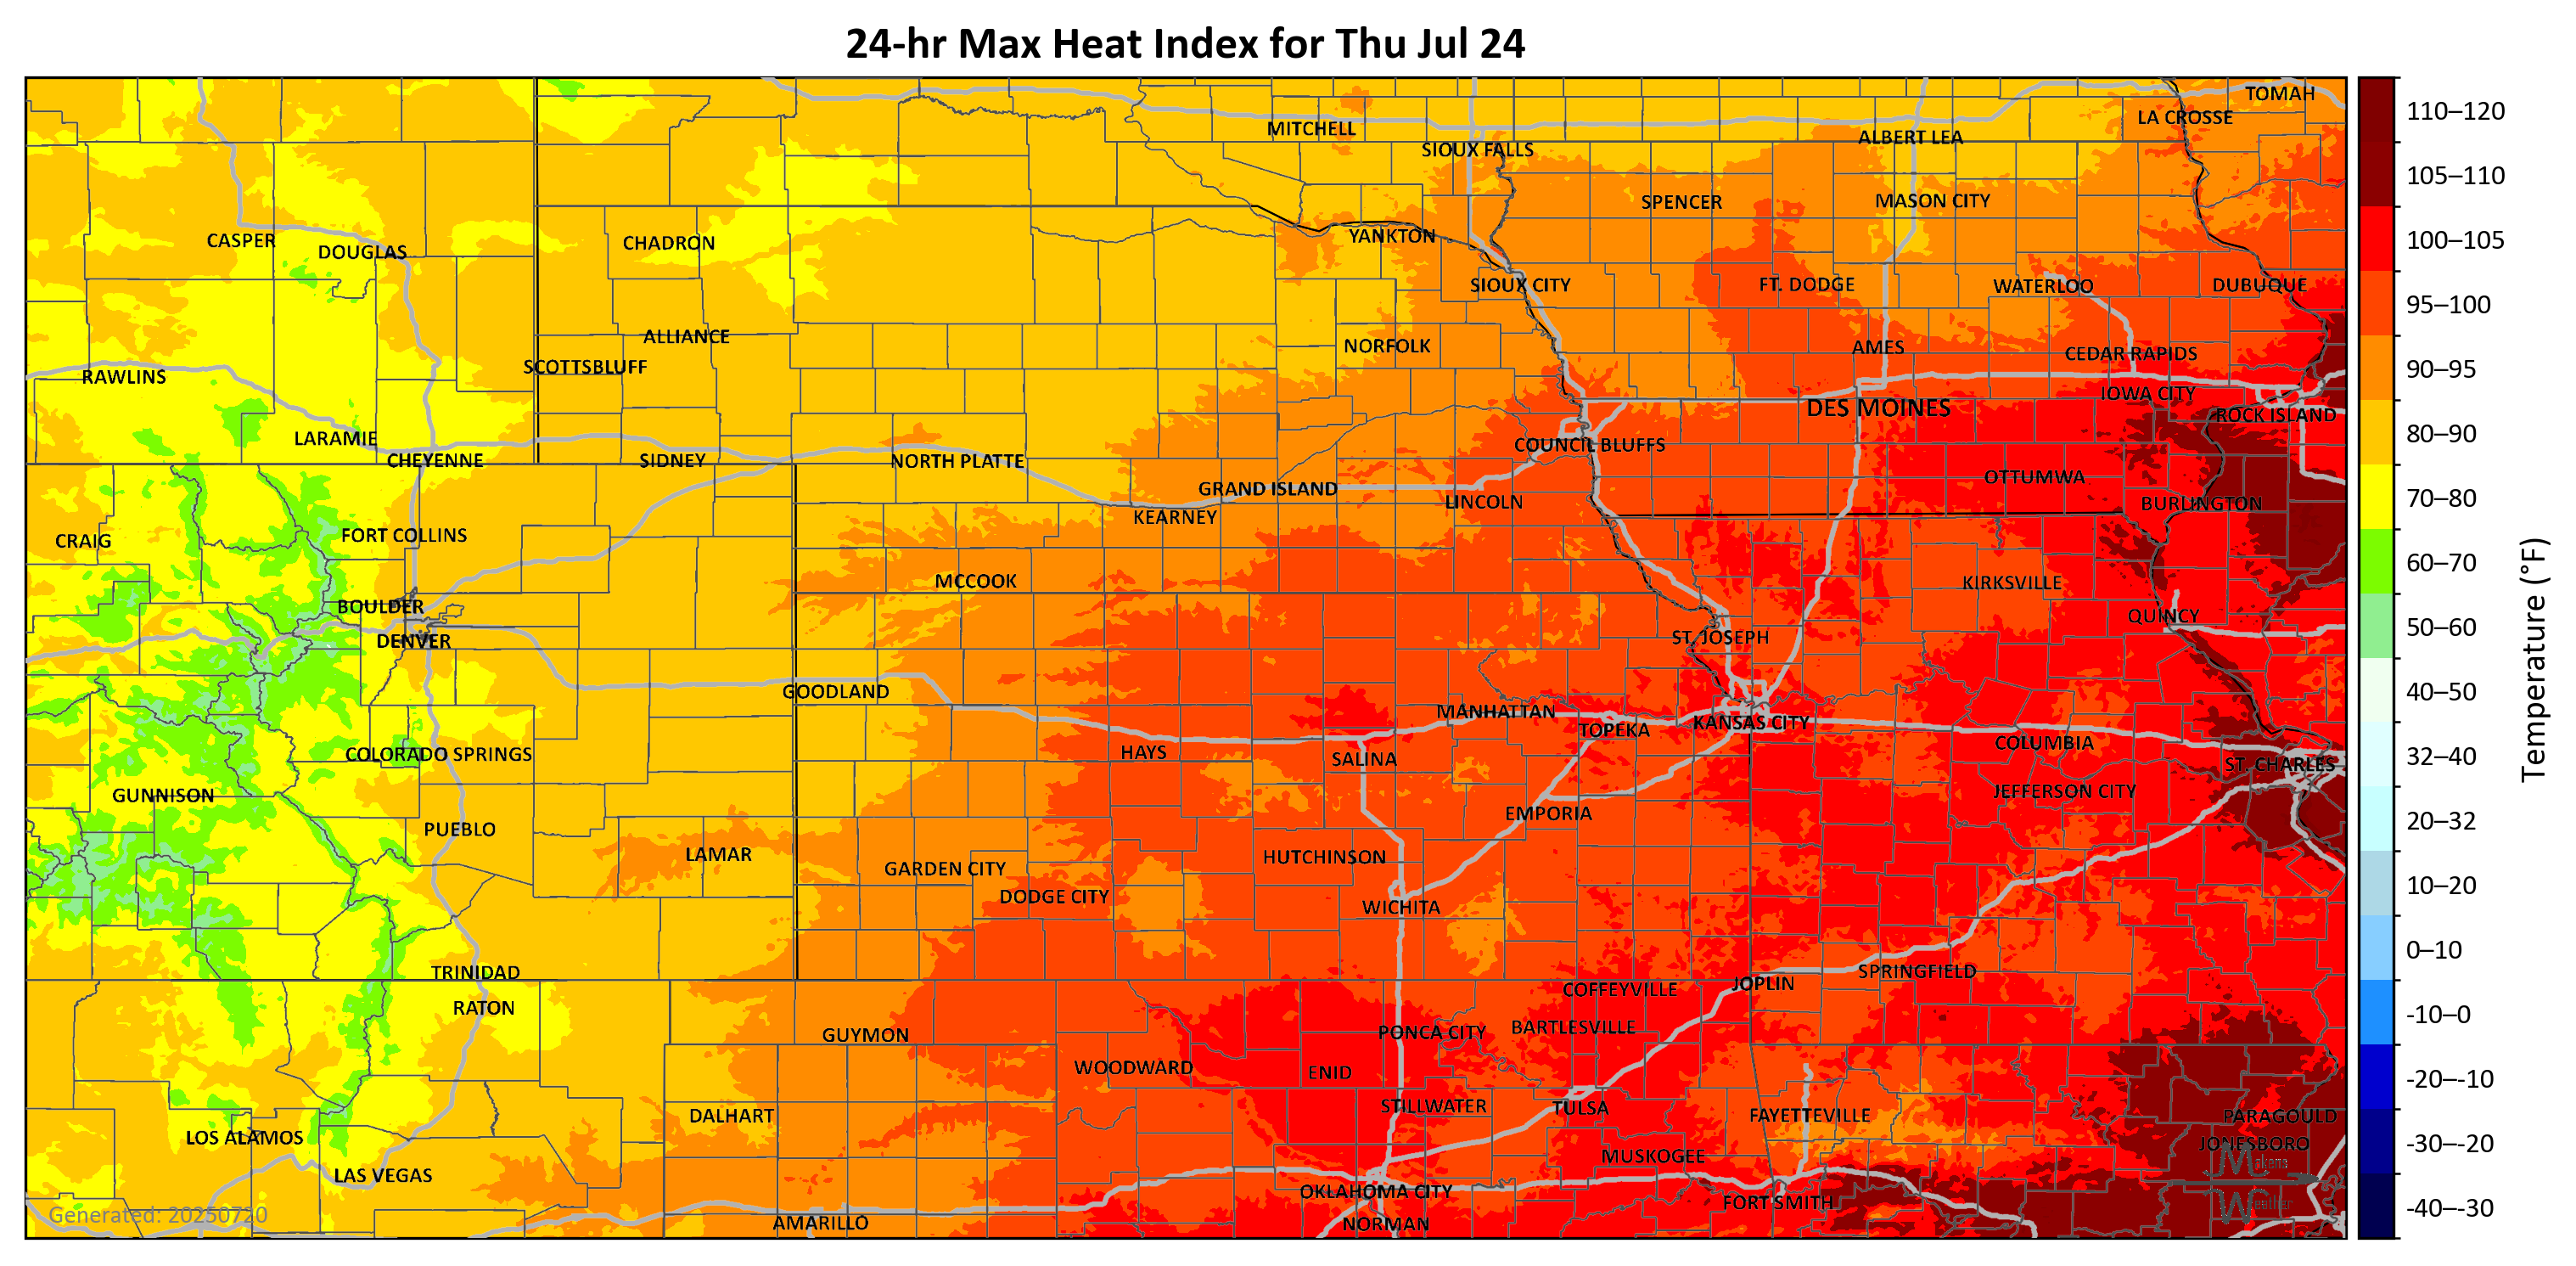 24-hr Max Heat Index for Thu Jul 24
TOMAH
LA CROSSE
MITCHELL
ALBERT LEA
SIOUX FALLS
SPENCER
MASON CITY
CASPER
DOUGLAS
CHADRON
YANKTON
SIOUX CITY
FT. DODGE
WATERLOO
DUBUQUE
ALLIANCE
NORFOLK
AMES
CEDAR RAPIDS
SCOTTSBLUFF
RAWLINS
IOWA CITY
DES MOINES
ROCK ISLAND
LARAMIE
COUNCIL BLUFFS
CHEYENNE
SIDNEY
NORTH PLATTE
OTTUMWA
GRAND ISLAND
LINCOLN
BURLINGTON
KEARNEY
FORT COLLINS
CRAIG
MCCOOK
KIRKSVILLE
BOULDER
QUINCY
DENVER
ST. JOSEPH
GOODLAND
MANHATTAN
KANSAS CITY
TOPEKA
COLUMBIA
COLORADO SPRINGS
HAYS
SALINA
ST. CHARLES
GUNNISON
JEFFERSON CITY
EMPORIA
PUEBLO
LAMAR
HUTCHINSON
GARDEN CITY
DODGE CITY
WICHITA
TRINIDAD
SPRINGFIELD
JOPLIN
COFFEYVILLE
RATON
BARTLESVILLE
PONCA CITY
GUYMON
WOODWARD
ENID
STILLWATER
TULSA
DALHART
FAYETTEVILLE
PARAGOULD
LOS ALAMOS
JONESBORO
MUSKOGEE
Makens
LAS VEGAS
OKLAHOMA CITY
FORT SMITH
Weather
Generated: 20250720
AMARILLO
NORMAN
110–120
105–110
100–105
95–100
90–95
80–90
70–80
60–70
50–60
40–50
32–40
20–32
10–20
0–10
-10–0
-20–-10
-30–-20
-40–-30
Temperature (°F)